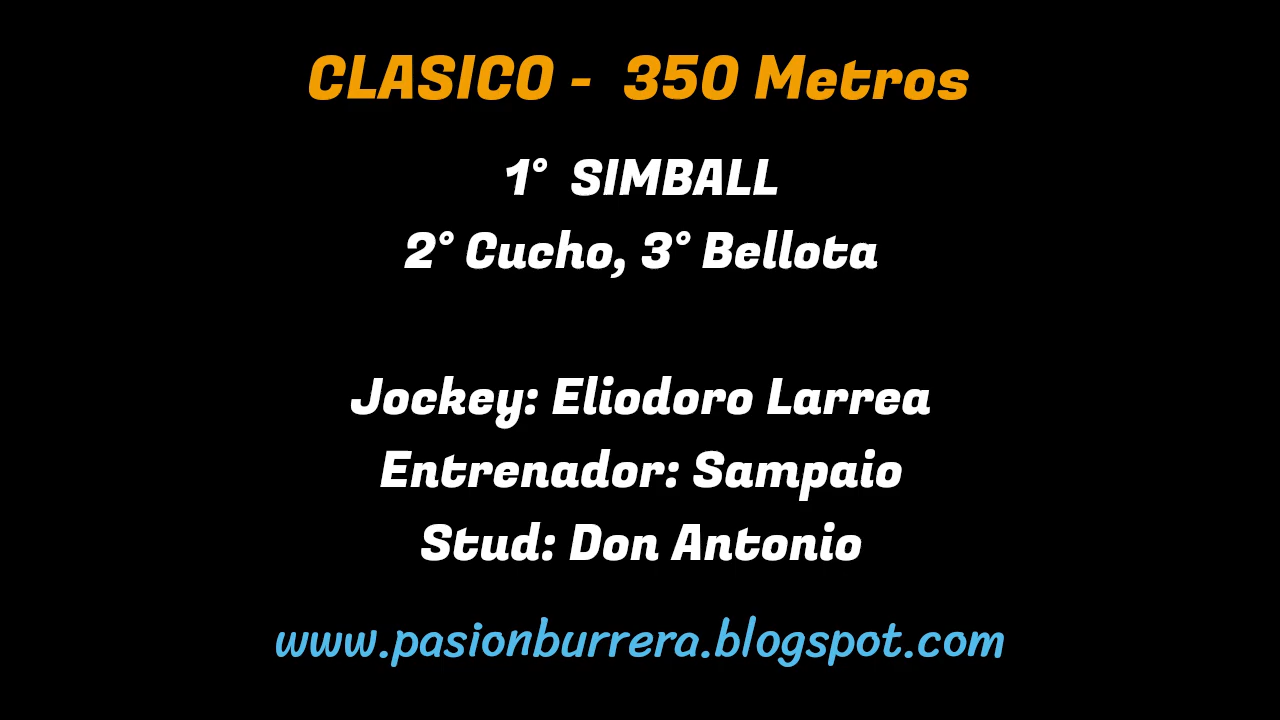 CLASICO - 350 Metros
1° SIMBALL
2° Cucho, 3° Bellota
Jockey: Eliodoro Larrea
Entrenador: Sampaio
Stud: Don Antonio
www.pasionburrera.blogspot.com